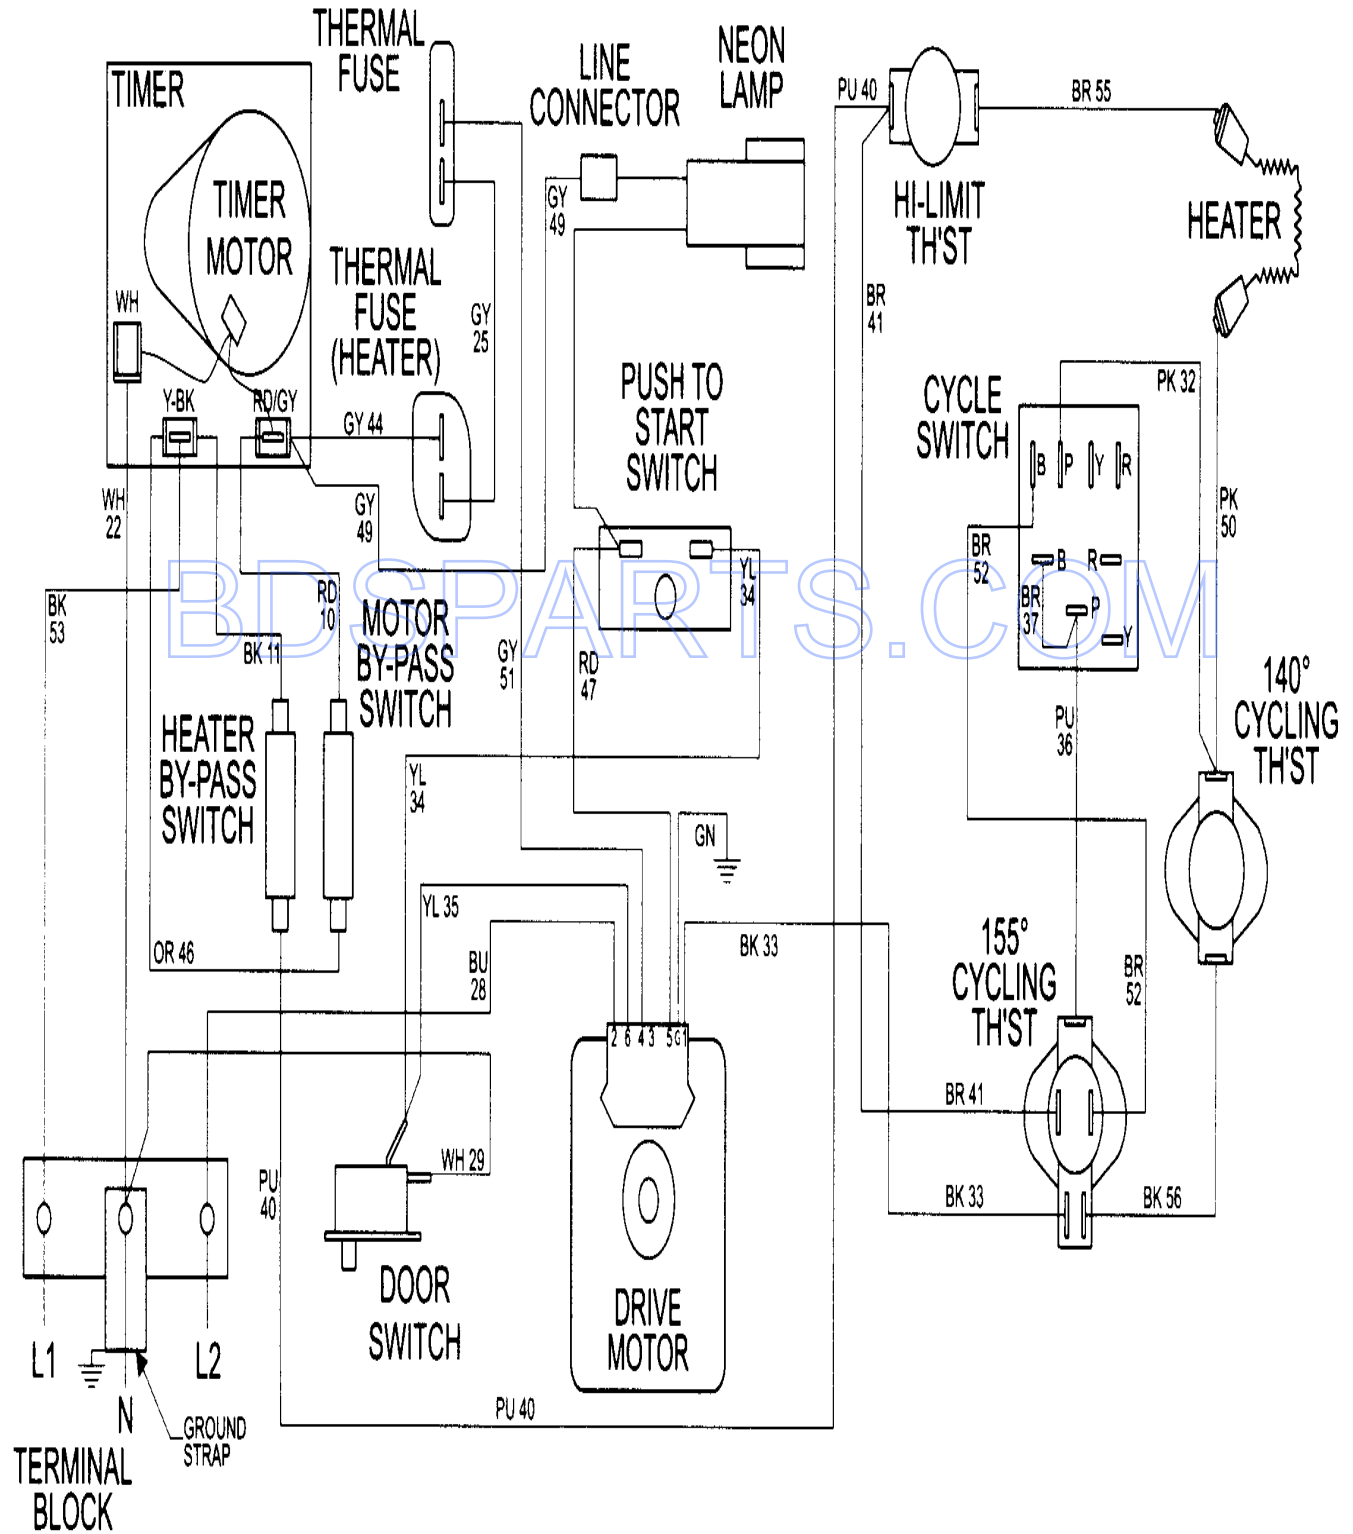 THERMAL
FUSE
TIMER
LINE
CONNECTOR
NEON
LAMP
PU 40
BR 55
TIMER
MOTOR
GY
49
HI-LIMIT
TH'ST
HEATER
THERMAL
FUSE
(HEATER)
WH
GY
25
BR
41
PUSH TO
START
SWITCH
CYCLE
SWITCH
PK 32
Y-BK
RD/GY
GY 44
B
P
Y
R
WH
22
GY
49
PK
50
BR
52
B
R
BDSPARTS.COM
BK
53
RD
10
YL
34
BR
37
P
Y
MOTOR
BY-PASS
SWITCH
BK 11
GY
51
RD
47
140°
CYCLING
TH'ST
PU
36
HEATER
BY-PASS
SWITCH
YL
34
GN
YL 35
OR 46
BU
28
BK 33
155°
CYCLING
TH'ST
BR
52
2 6 4 3 5 G 1
BR 41
WH 29
PU
40
BK 33
BK 56
DOOR
SWITCH
DRIVE
MOTOR
L1
L2
N
GROUND
STRAP
PU 40
TERMINAL
BLOCK